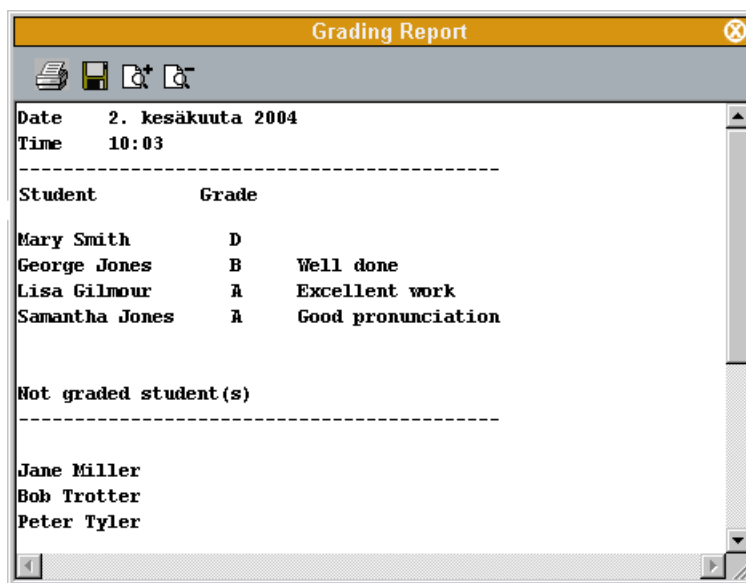 Grading Report
Date 2. kesäkuuta 2004
Time 10:03
-------------------------------------------
Student Grade
Mary Smith D
George Jones B Well done
Lisa Gilmour A Excellent work
Samantha Jones A Good pronunciation
Not graded student(s)
-------------------------------------------
Jane Miller
Bob Trotter
Peter Tyler